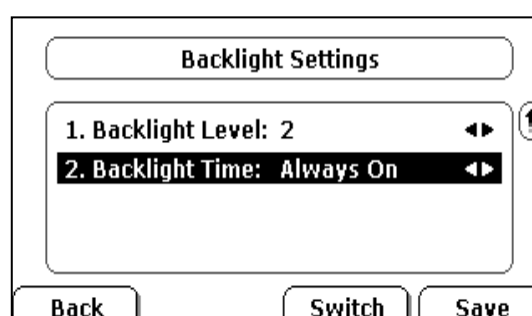 Backlight Settings
1. Backlight Level: 2
2. Backlight Time: Always On
Back Switch Save